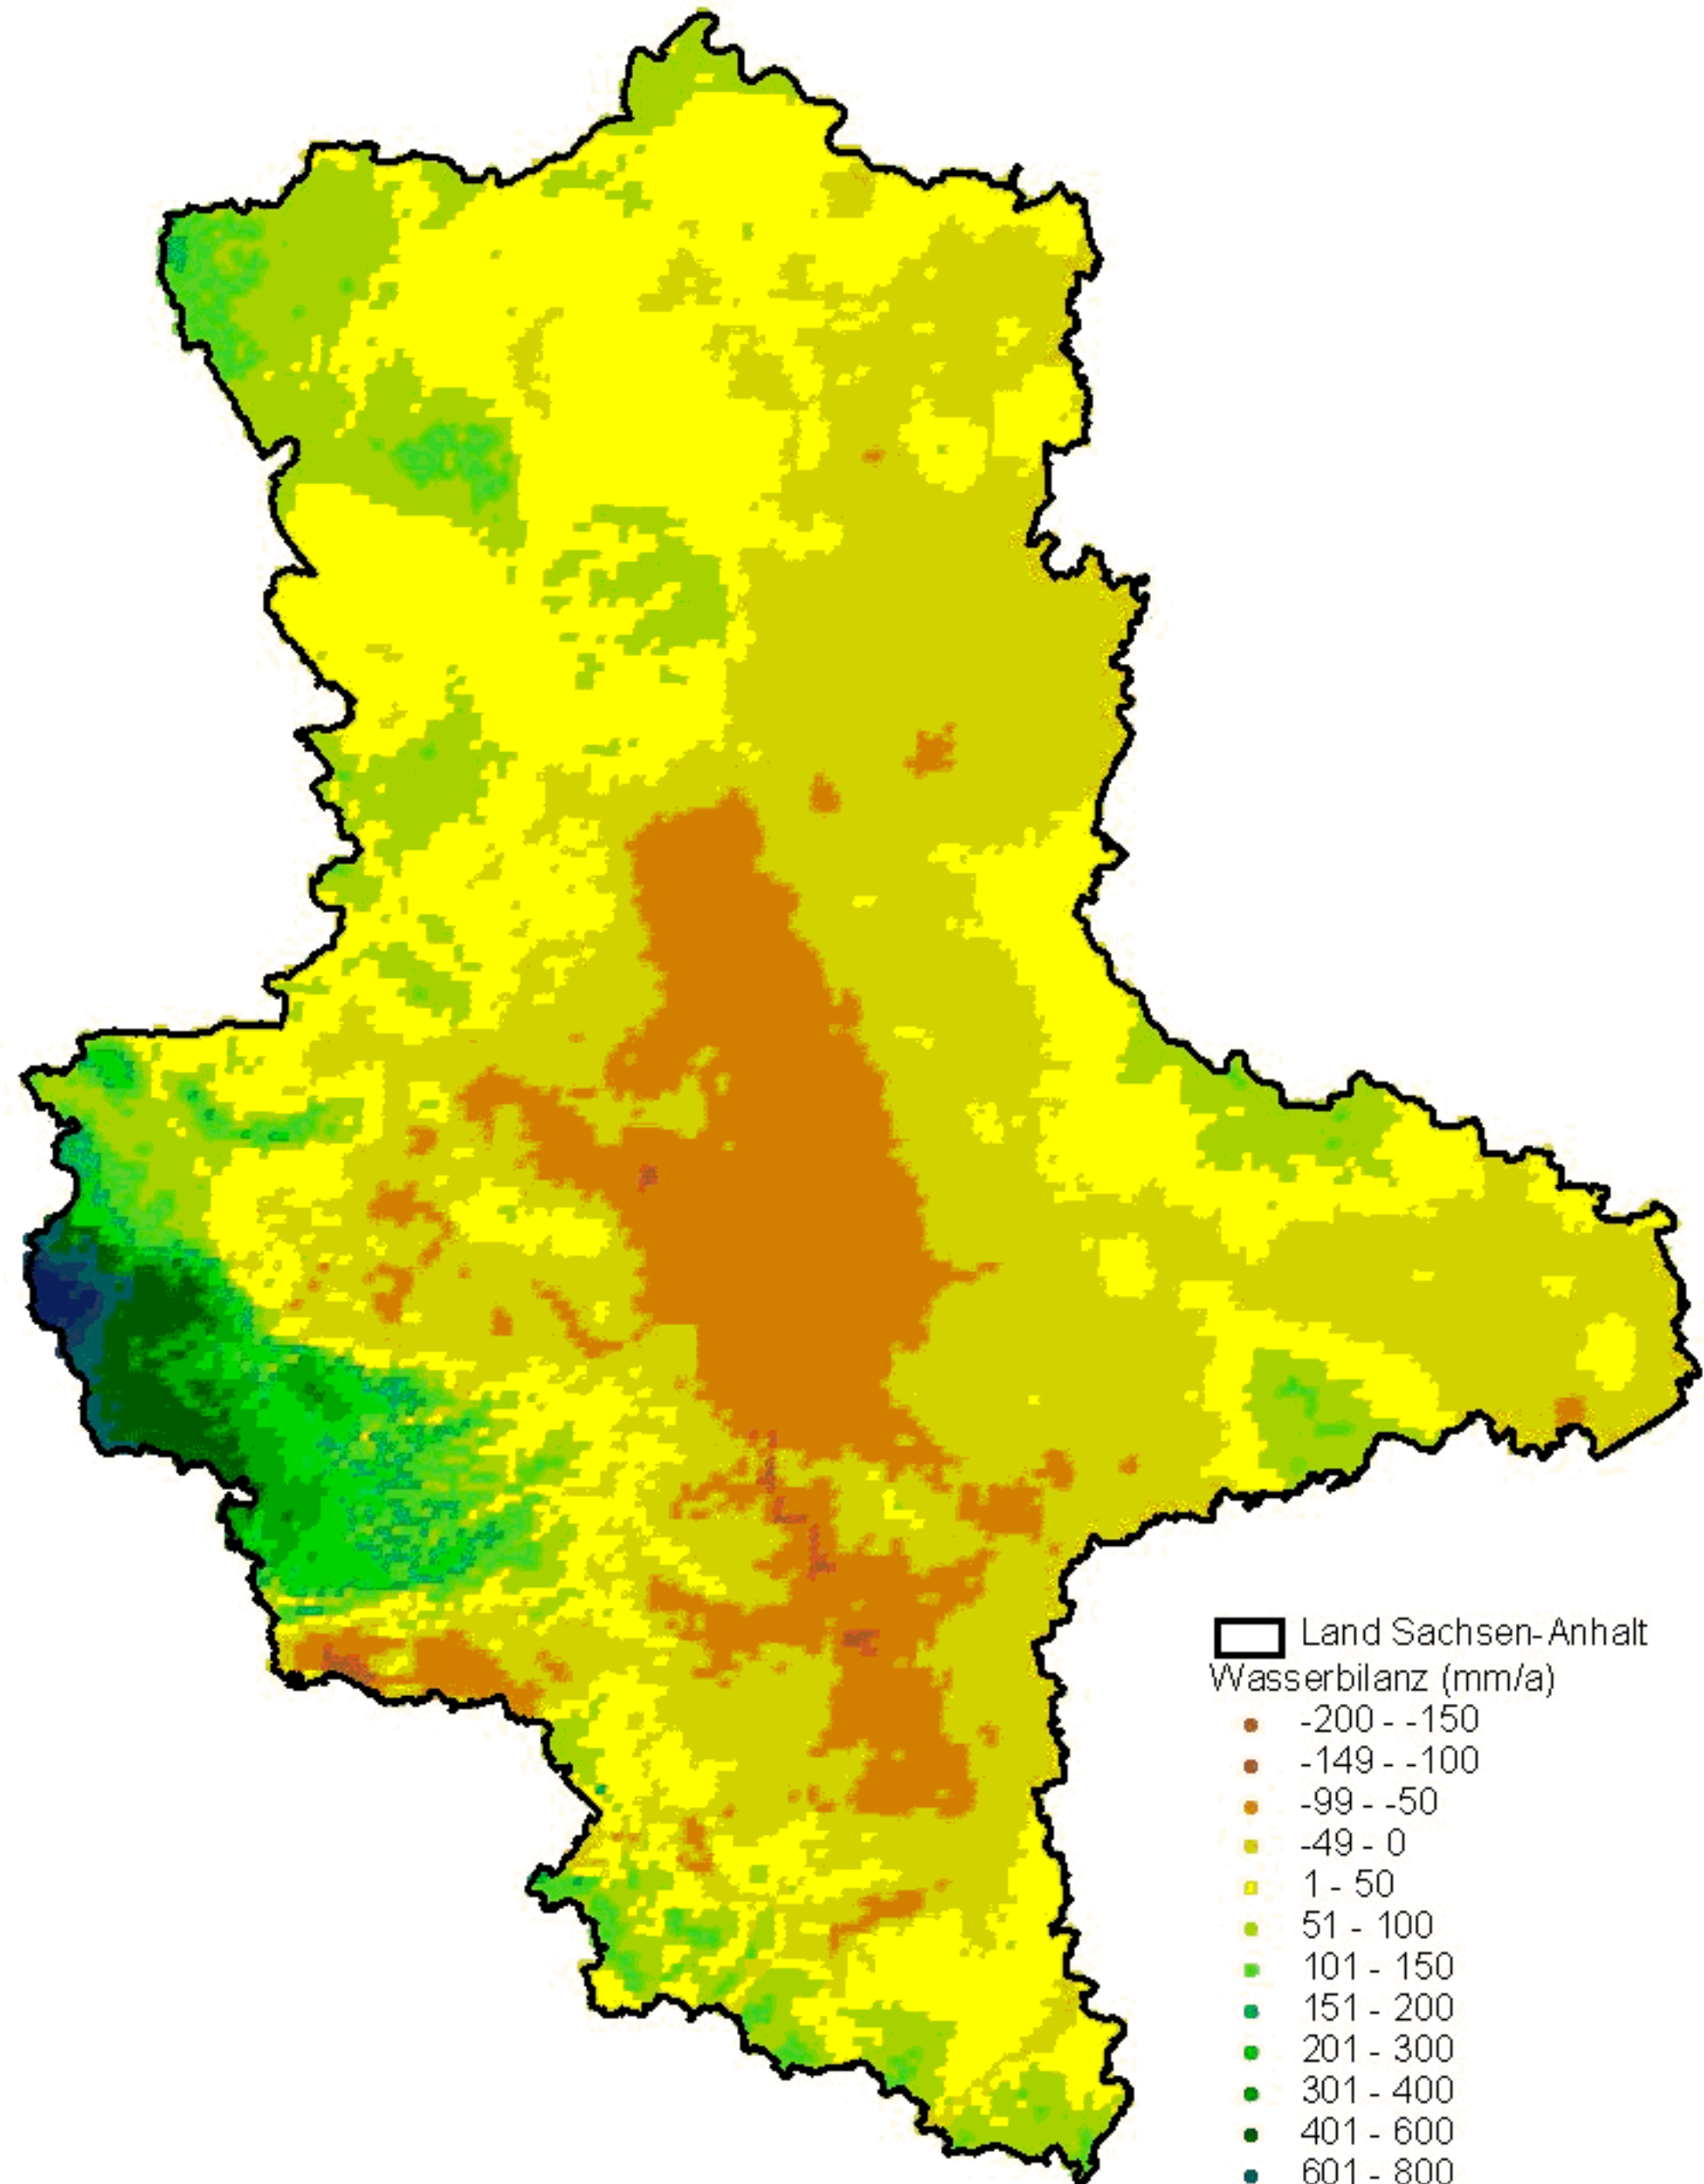 Land Sachsen-Anhalt
Wasserbilanz (mm/a)
-200 - -150
-149 - -100
-99 - -50
-49 - 0
1 - 50
51 - 100
101 - 150
151 - 200
201 - 300
301 - 400
401 - 600
601 - 800